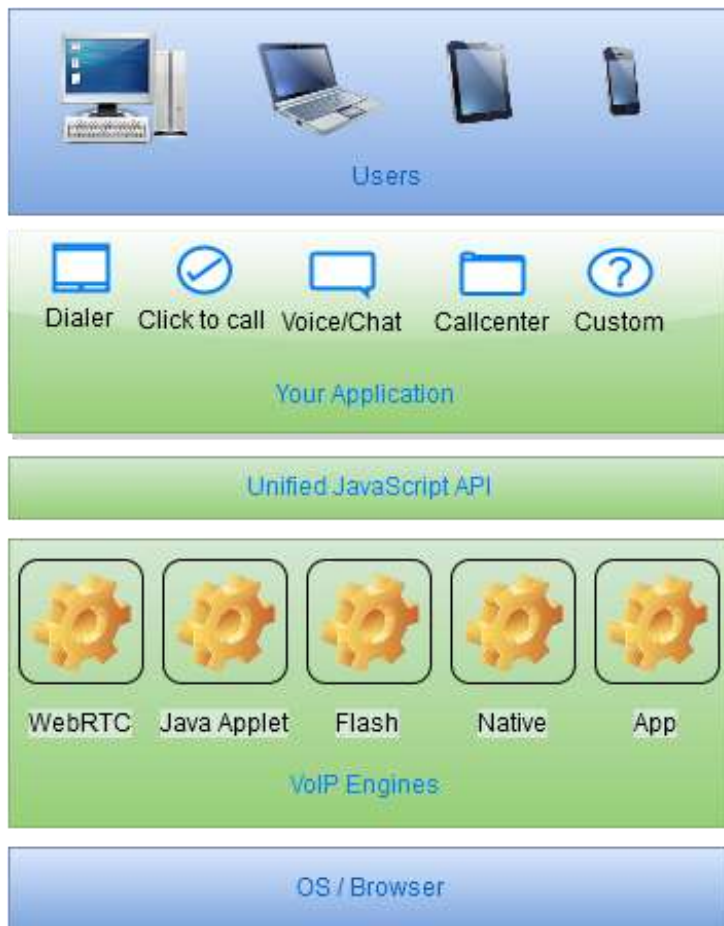 Users
Dialer Click to call Voice/Chat Callcenter Custom
Your Application
Unified JavaScript API
WebRTC Java Applet Flash Native App
VoIP Engines
OS / Browser